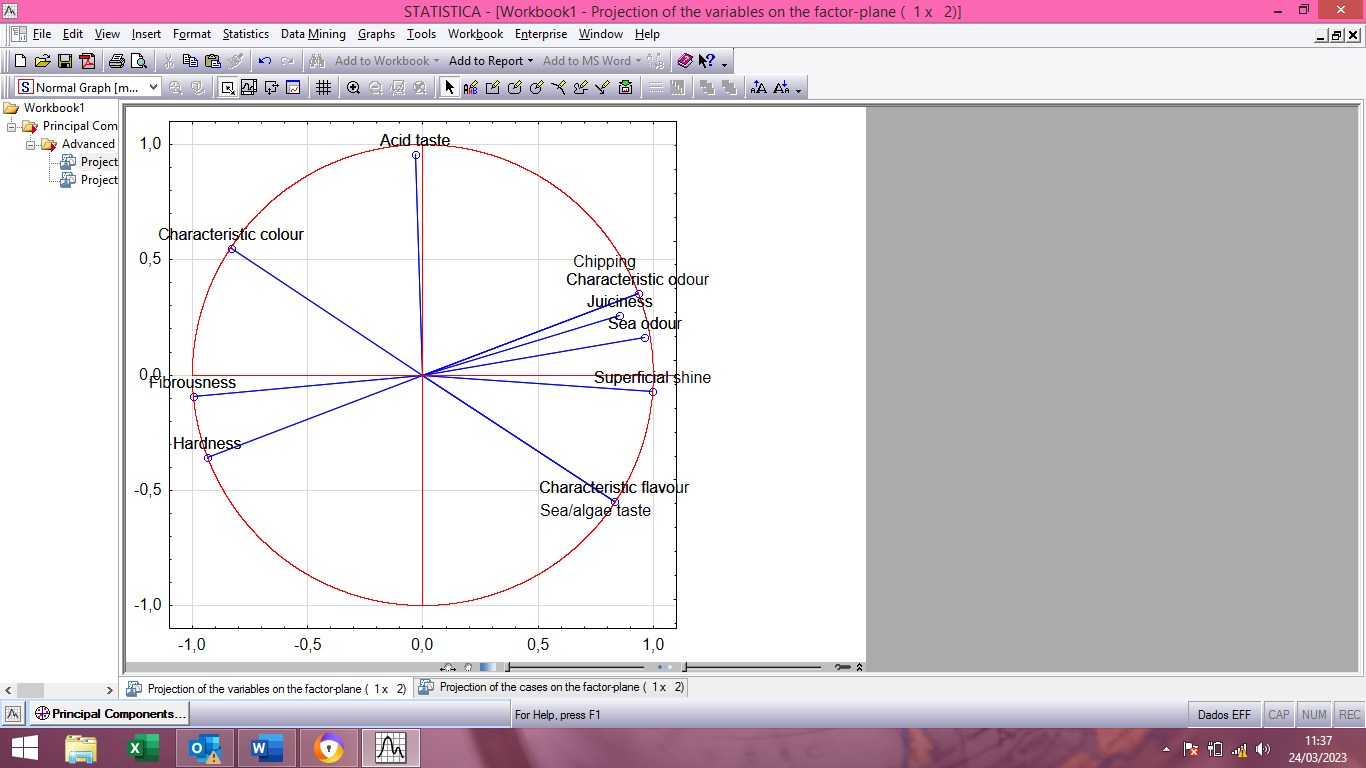 STATISTICA - [Workbook1 - Projection of the variables on the factor-plane (  1 x   2)]
File Edit View Insert Format Statistics Data Mining Graphs Tools Workbook Enterprise Window Help
Add to Workbook Add to Report Add to MS Word
Normal Graph [m...
Workbook1
Principal Com
Advanced
Project
Project
1,0
0,5
0,0
-0,5
-1,0
Acid taste
Characteristic colour
Chipping
Characteristic odour
Juiciness
Sea odour
Superficial shine
Fibrousness
Hardness
Characteristic flavour
Sea/algae taste
-1,0 -0,5 0,0 0,5 1,0
Projection of the variables on the factor-plane (  1 x   2) Projection of the cases on the factor-plane (  1 x   2)
Principal Components... For Help, press F1 Dados EFF CAP NUM REC
11:37
24/03/2023